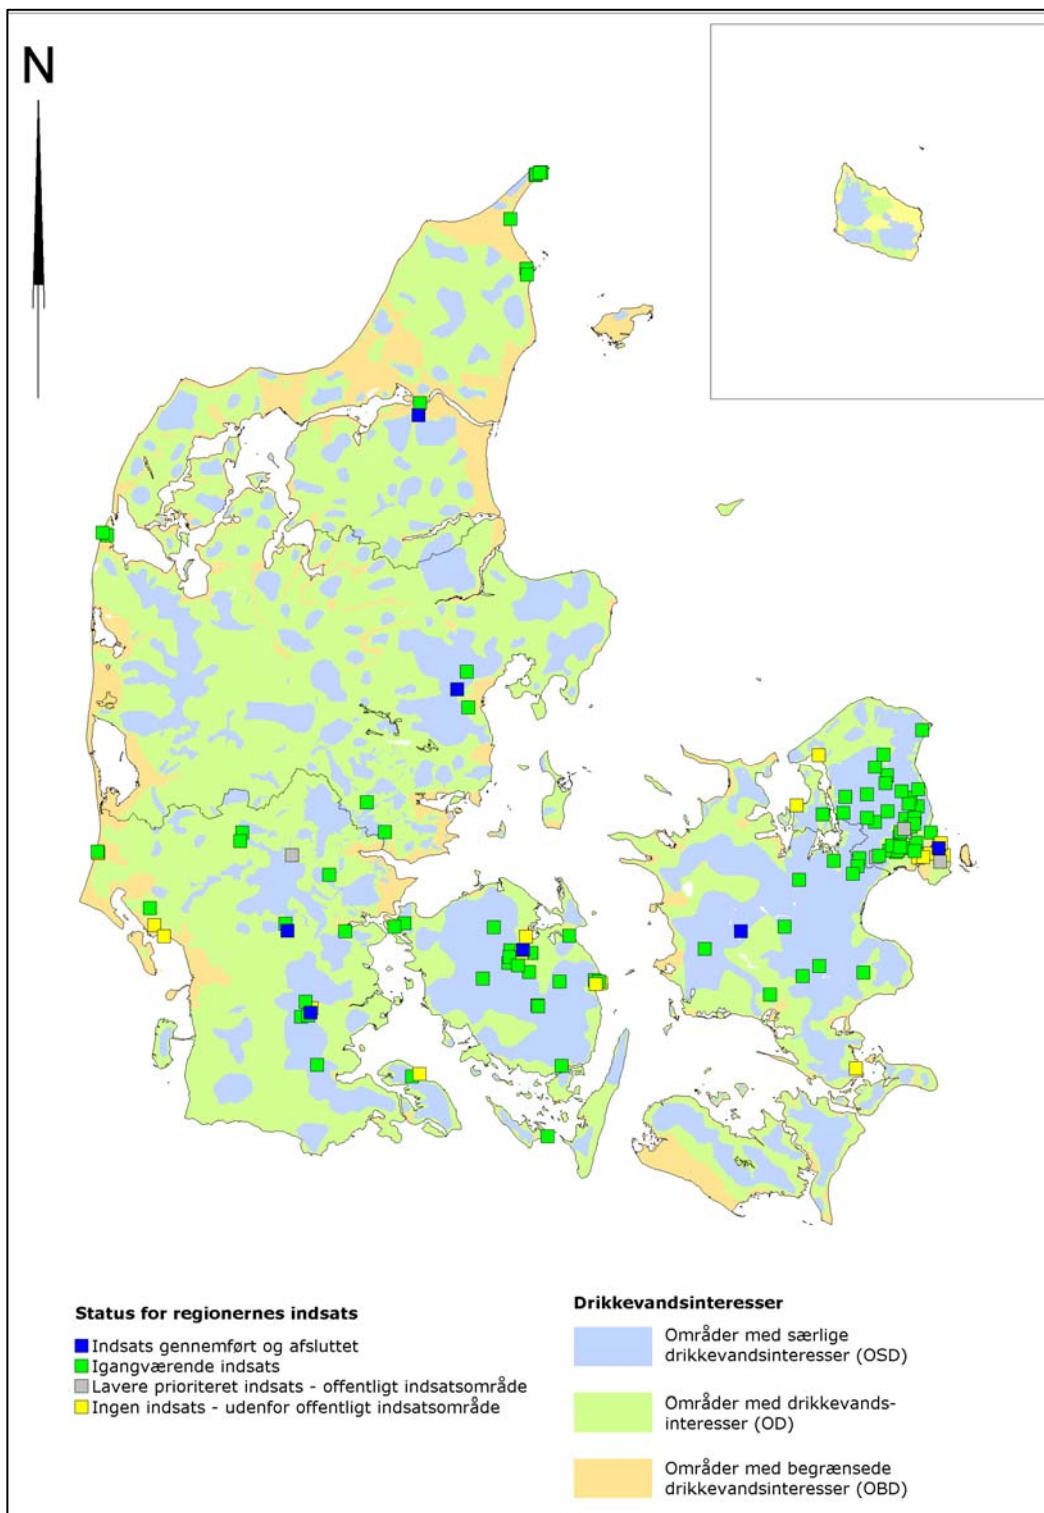 N
Status for regionernes indsats
Indsats gennemført og afsluttet
Igangværende indsats
Lavere prioriteret indsats - offentligt indsatsområde
Ingen indsats - udenfor offentligt indsatsområde
Drikkevandsinteresser
Områder med særlige
drikkevandsinteresser (OSD)
Områder med drikkevands-
interesser (OD)
Områder med begrænsede
drikkevandsinteresser (OBD)